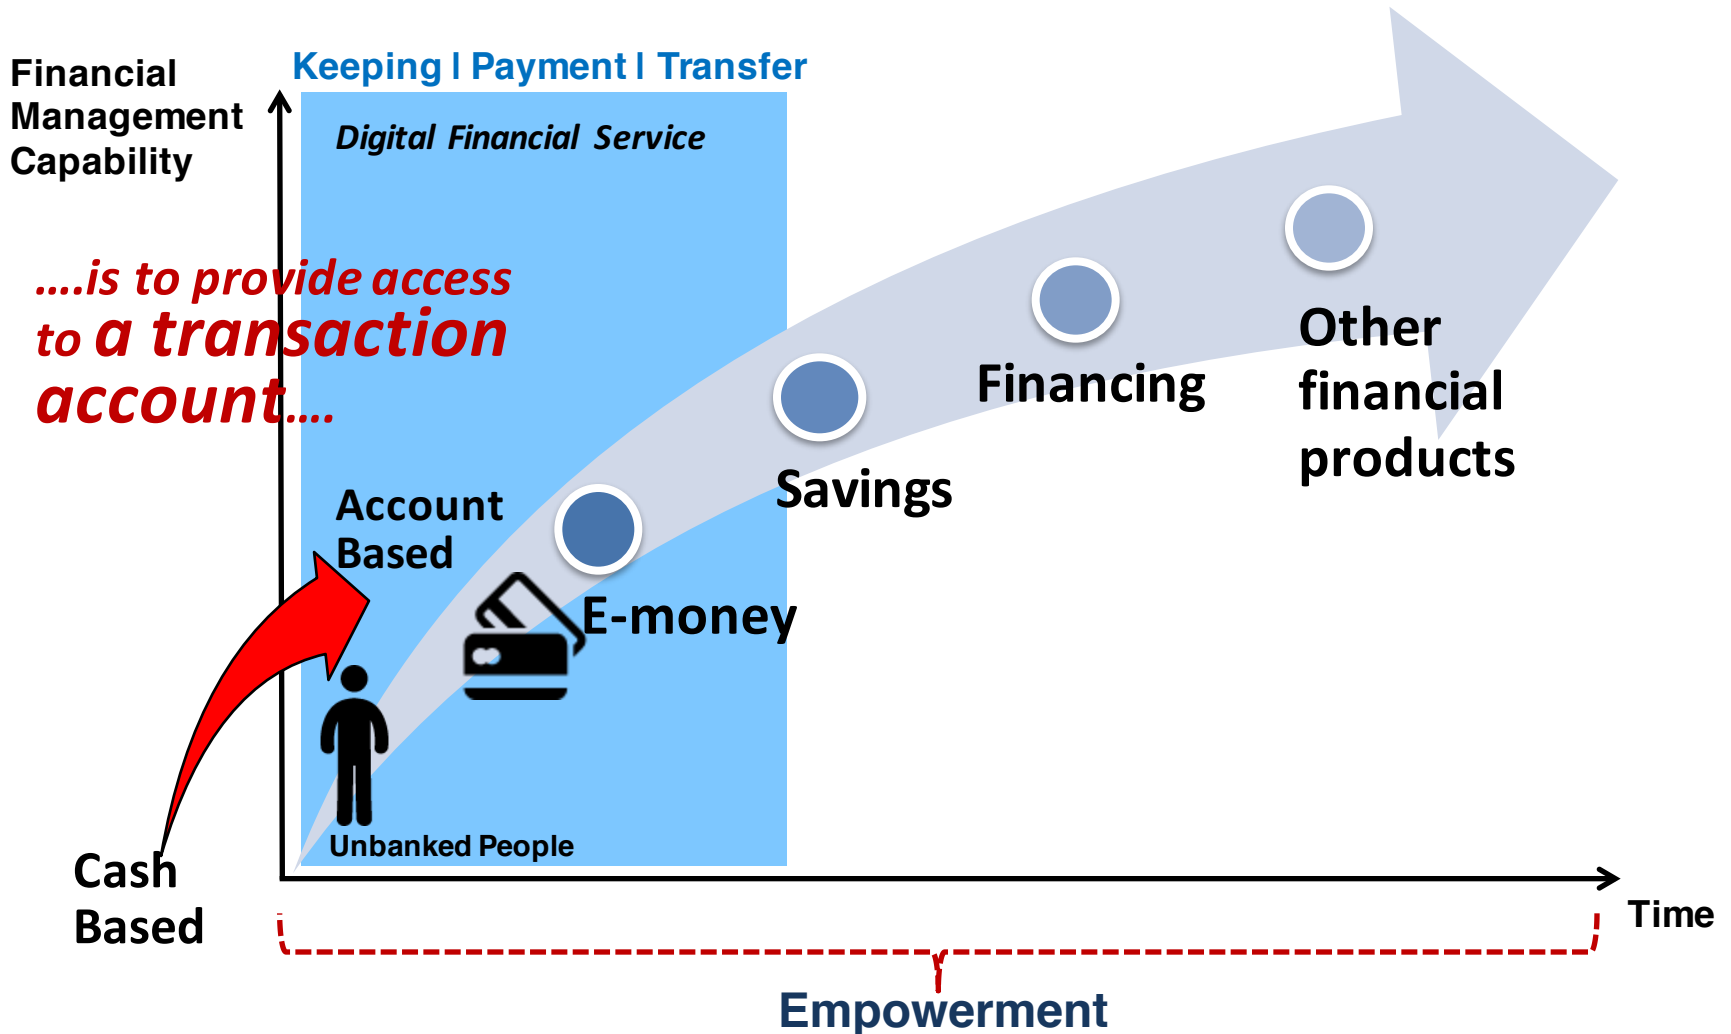 Financial
Management
Capability
Keeping | Payment | Transfer
Digital Financial Service
....is to provide access
to a transaction
account....
Account
Based
E-money
Savings
Financing
Other
financial
products
Unbanked People
Cash
Based
Time
Empowerment